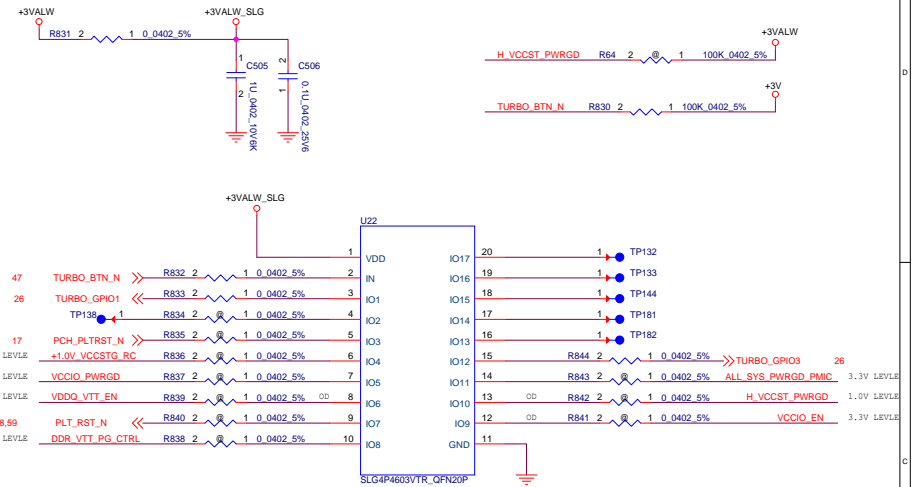 +3VALW
+3VALW_SLG
R831 2 1 0_0402_5%
1 C505
2
1U_0402_10V6K
2 C506
1
0.1U_0402_25V6
+3VALW
H_VCCST_PWRGD R64 2 @ 1 100K_0402_5%
+3V
TURBO_BTN_N R830 2 1 100K_0402_5%
D
+3VALW_SLG
U22
1 VDD IO17 20 1 TP132
47 TURBO_BTN_N R832 2 1 0_0402_5% 2 IN IO16 19 1 TP133
26 TURBO_GPIO1 R833 2 1 0_0402_5% 3 IO1 IO15 18 1 TP144
TP138 1 R834 2 @ 1 0_0402_5% 4 IO2 IO14 17 1 TP181
17 PCH_PLTRST_N R835 2 @ 1 0_0402_5% 5 IO3 IO13 16 1 TP182
LEVLE +1.0V_VCCSTG_RC R836 2 @ 1 0_0402_5% 6 IO4 IO12 15 R844 2 @ 1 0_0402_5% TURBO_GPIO3 26
LEVLE VCCIO_PWRGD R837 2 @ 1 0_0402_5% 7 IO5 IO11 14 R843 2 @ 1 0_0402_5% ALL_SYS_PWRGD_PMIC 3.3V LEVLE
LEVLE VDDQ_VTT_EN R839 2 @ 1 0_0402_5% OD 8 IO6 IO10 13 OD R842 2 @ 1 0_0402_5% H_VCCST_PWRGD 1.0V LEVLE
8,59 PLT_RST_N R840 2 @ 1 0_0402_5% 9 IO7 IO9 12 OD R841 2 @ 1 0_0402_5% VCCIO_EN 3.3V LEVLE
LEVLE DDR_VTT_PG_CTRL R838 2 @ 1 0_0402_5% 10 IO8 GND 11
SLG4P4603VTR_QFN20P
C